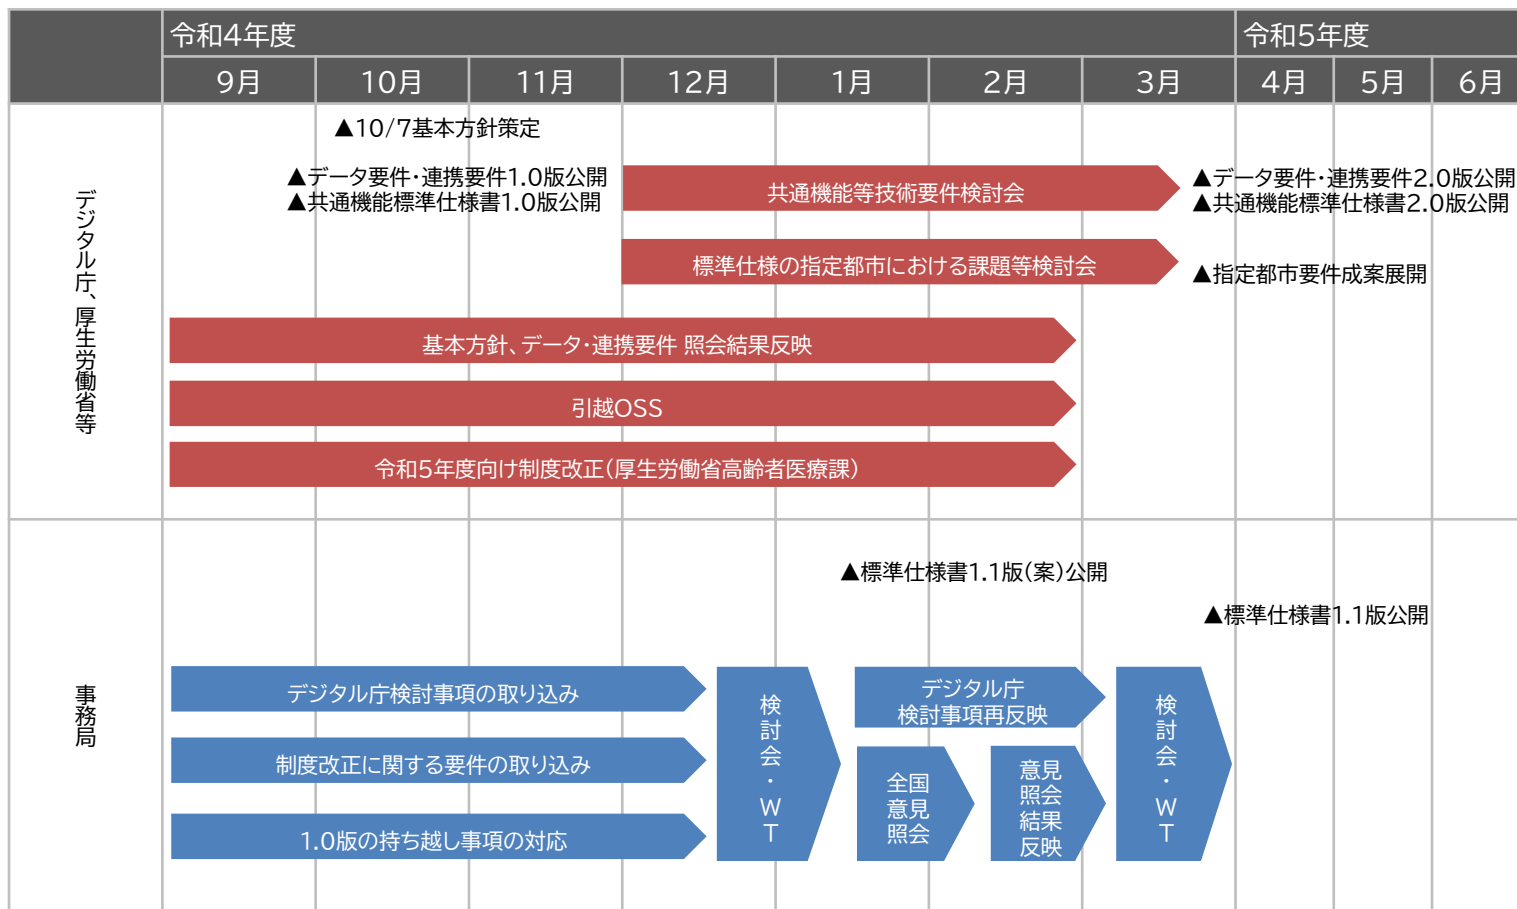 令和4年度
令和5年度
9月
10月
11月
12月
1月
2月
3月
4月
5月
6月
デジタル庁、厚生労働省等
▲10/7基本方針策定
▲データ要件・連携要件1.0版公開
▲共通機能標準仕様書1.0版公開
共通機能等技術要件検討会
▲データ要件・連携要件2.0版公開
▲共通機能標準仕様書2.0版公開
標準仕様の指定都市における課題等検討会
▲指定都市要件成案展開
基本方針、データ・連携要件 照会結果反映
引越OSS
令和5年度向け制度改正(厚生労働省高齢者医療課)
事務局
▲標準仕様書1.1版(案)公開
▲標準仕様書1.1版公開
デジタル庁検討事項の取り込み
制度改正に関する要件の取り込み
1.0版の持ち越し事項の対応
検討会・WT
デジタル庁
検討事項再反映
全国
意見
照会
意見
照会
結果
反映
検討会・WT